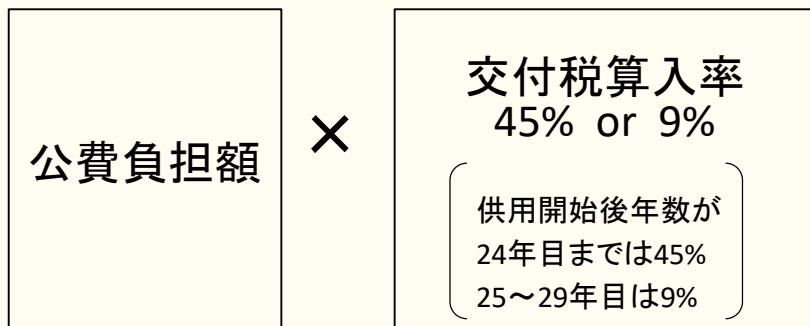 公費負担額
×
交付税算入率
45% or 9%
供用開始後年数が
24年目までは45%
25～29年目は9%